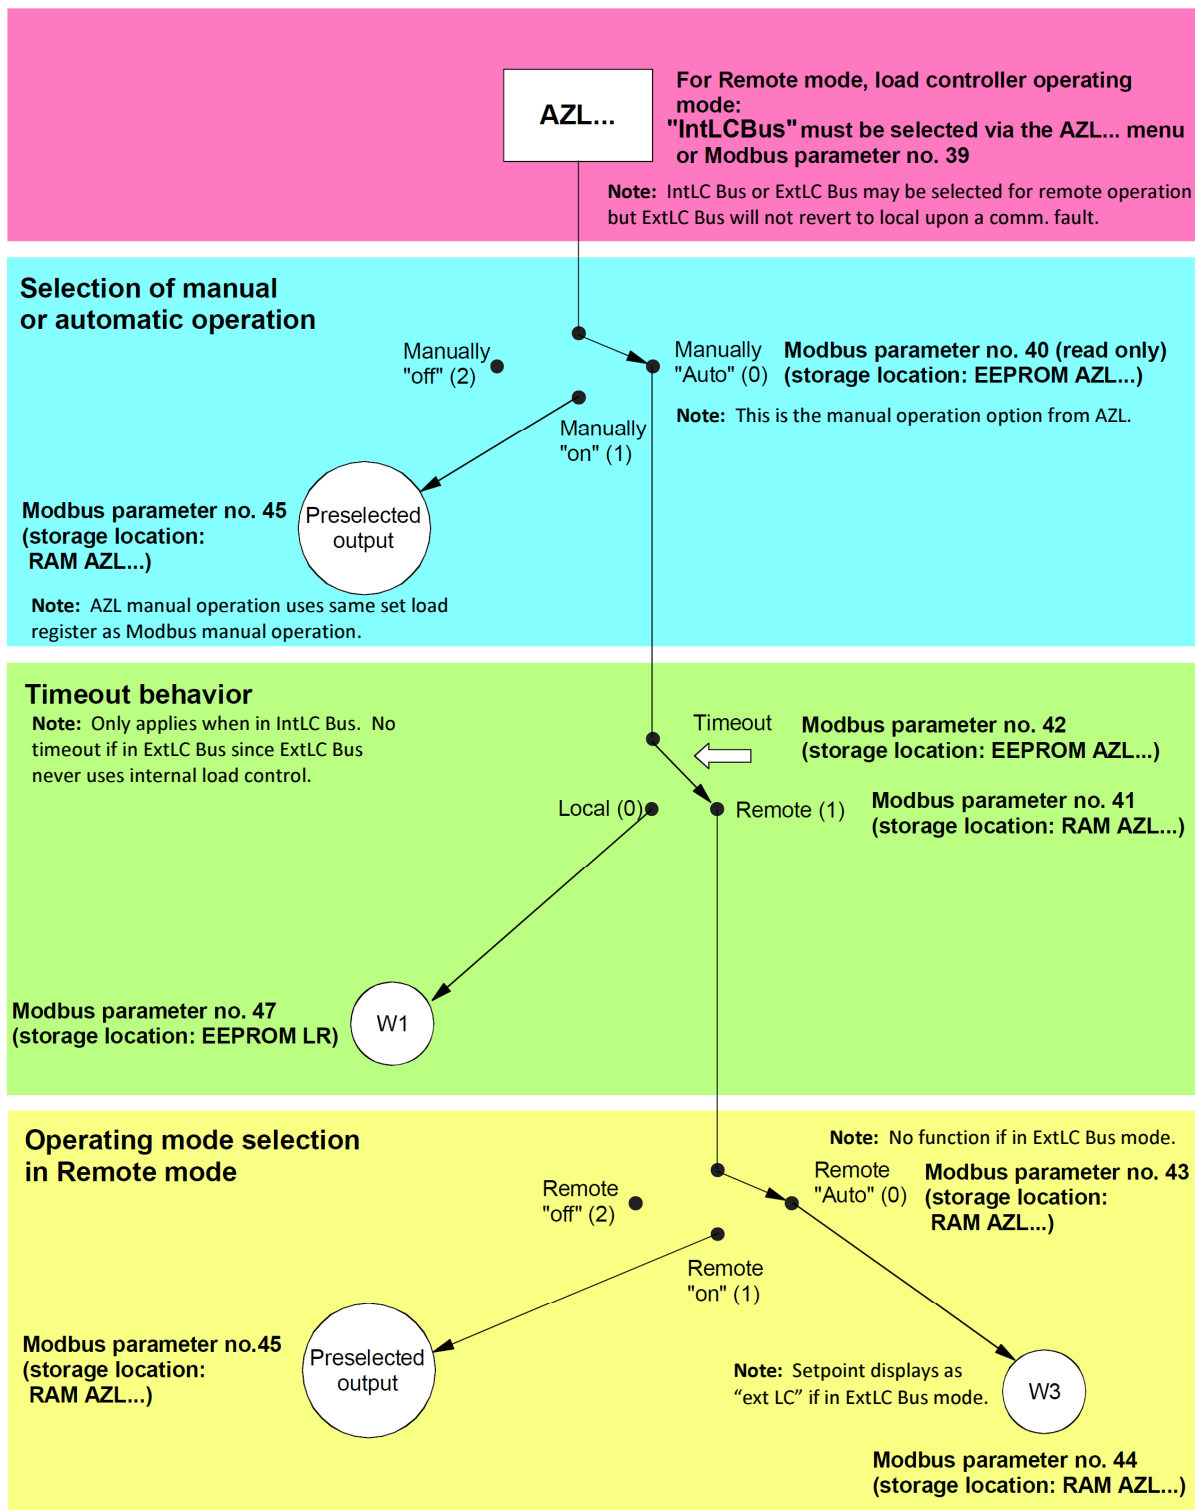 AZL...
For Remote mode, load controller operating
mode:
"IntLCBus" must be selected via the AZL... menu
or Modbus parameter no. 39
Note: IntLC Bus or ExtLC Bus may be selected for remote operation
but ExtLC Bus will not revert to local upon a comm. fault.
Selection of manual
or automatic operation
Manually
"off" (2)
Manually
"Auto" (0)
Modbus parameter no. 40 (read only)
(storage location: EEPROM AZL...)
Note: This is the manual operation option from AZL.
Manually
"on" (1)
Modbus parameter no. 45
(storage location:
RAM AZL...)
Preselected
output
Note: AZL manual operation uses same set load
register as Modbus manual operation.
Timeout behavior
Note: Only applies when in IntLC Bus. No
timeout if in ExtLC Bus since ExtLC Bus
never uses internal load control.
Timeout
Modbus parameter no. 42
(storage location: EEPROM AZL...)
Local (0)
Remote (1)
Modbus parameter no. 41
(storage location: RAM AZL...)
Modbus parameter no. 47
(storage location: EEPROM LR)
W1
Operating mode selection
in Remote mode
Note: No function if in ExtLC Bus mode.
Remote
"off" (2)
Remote
"Auto" (0)
Modbus parameter no. 43
(storage location:
RAM AZL...)
Remote
"on" (1)
Modbus parameter no.45
(storage location:
RAM AZL...)
Preselected
output
Note: Setpoint displays as
“ext LC” if in ExtLC Bus mode.
W3
Modbus parameter no. 44
(storage location: RAM AZL...)